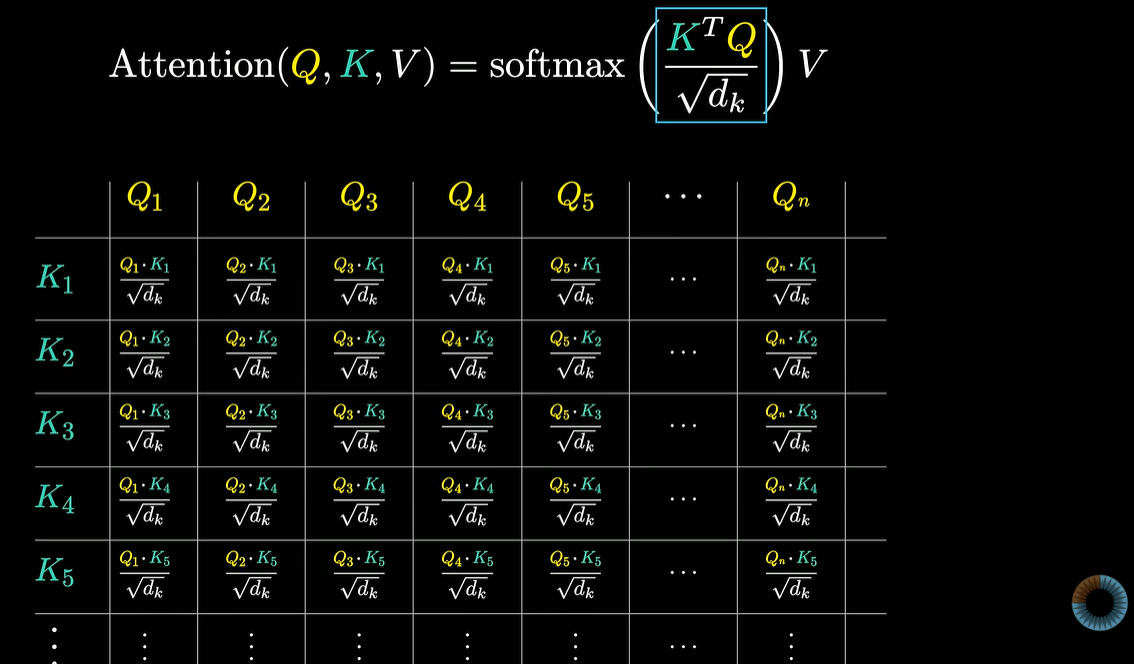 Attention(Q, K, V) = softmax(K^T Q / √d_k) V
Q_1 Q_2 Q_3 Q_4 Q_5 ⋯ Q_n
K_1 Q_1·K_1/√d_k Q_2·K_1/√d_k Q_3·K_1/√d_k Q_4·K_1/√d_k Q_5·K_1/√d_k ⋯ Q_n·K_1/√d_k
K_2 Q_1·K_2/√d_k Q_2·K_2/√d_k Q_3·K_2/√d_k Q_4·K_2/√d_k Q_5·K_2/√d_k ⋯ Q_n·K_2/√d_k
K_3 Q_1·K_3/√d_k Q_2·K_3/√d_k Q_3·K_3/√d_k Q_4·K_3/√d_k Q_5·K_3/√d_k ⋯ Q_n·K_3/√d_k
K_4 Q_1·K_4/√d_k Q_2·K_4/√d_k Q_3·K_4/√d_k Q_4·K_4/√d_k Q_5·K_4/√d_k ⋯ Q_n·K_4/√d_k
K_5 Q_1·K_5/√d_k Q_2·K_5/√d_k Q_3·K_5/√d_k Q_4·K_5/√d_k Q_5·K_5/√d_k ⋯ Q_n·K_5/√d_k
⋮ ⋮ ⋮ ⋮ ⋮ ⋮ ⋯ ⋮